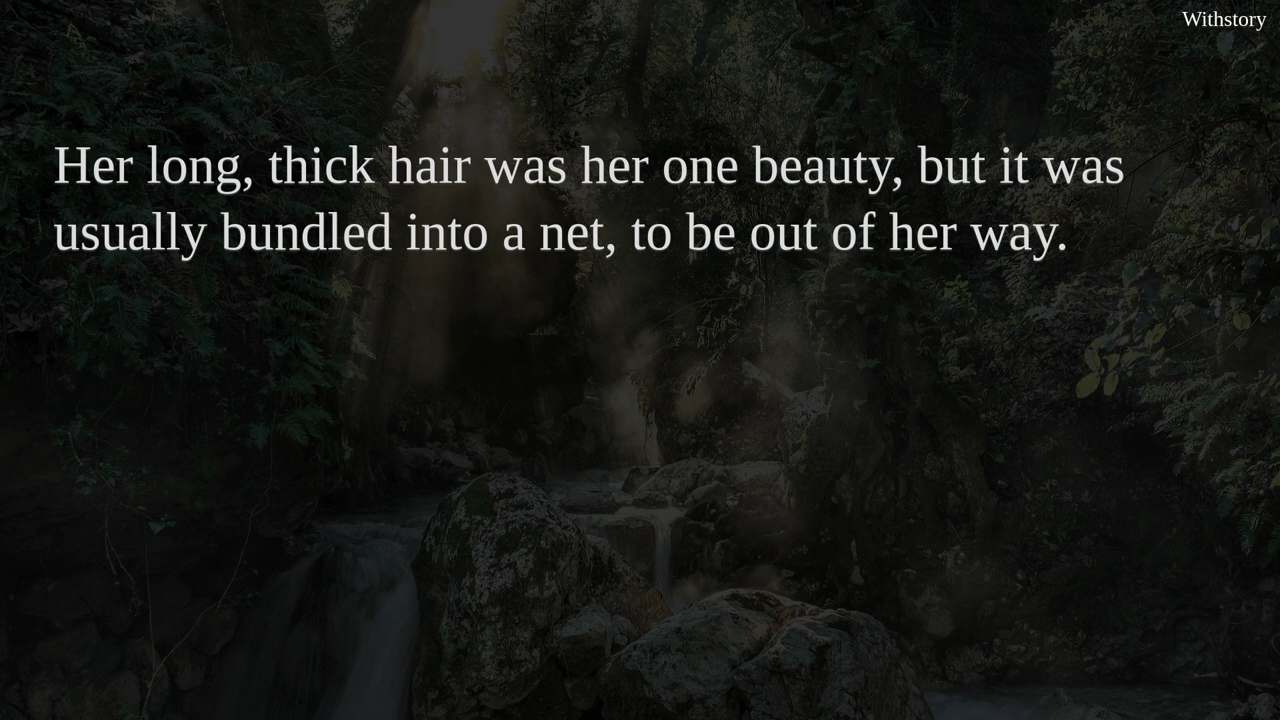 Withstory
Her long, thick hair was her one beauty, but it was
usually bundled into a net, to be out of her way.